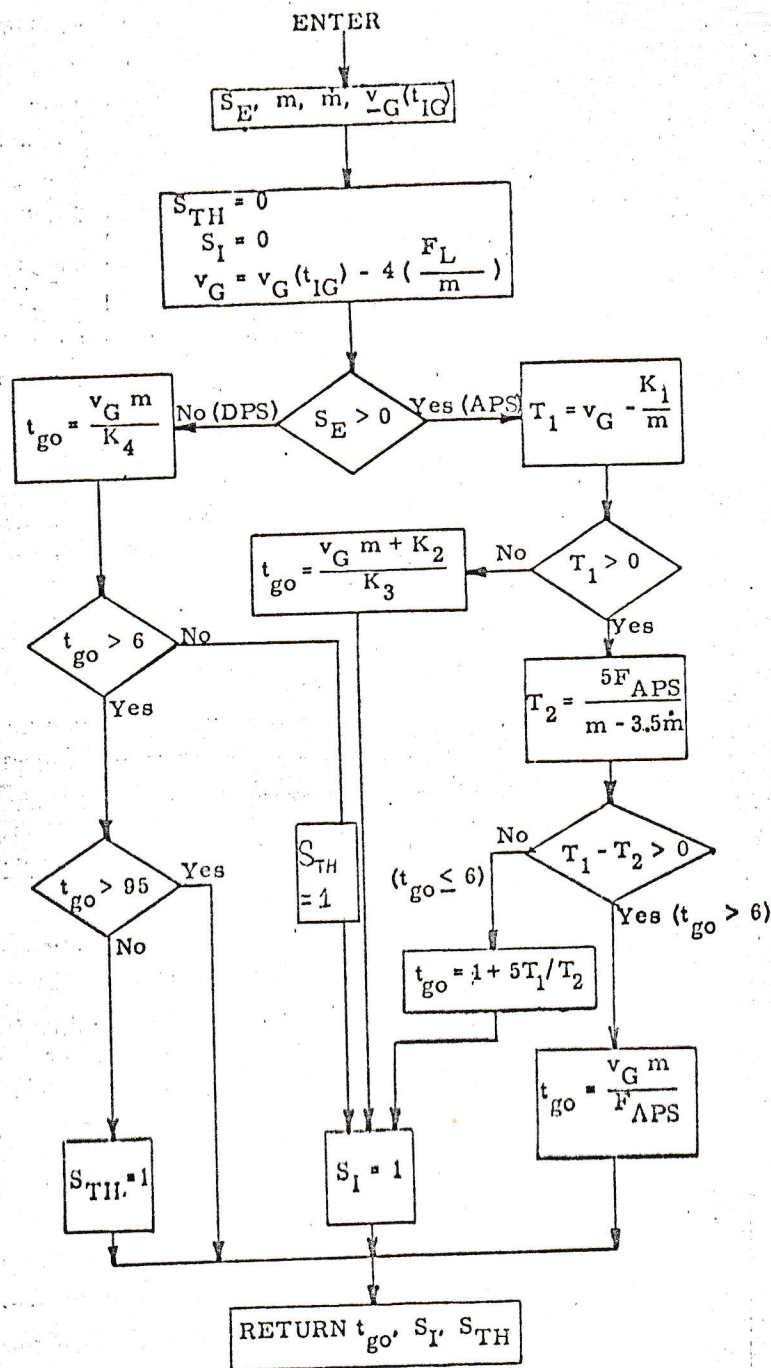 ENTER
S_E, m, ṁ, v_G(t_IG)
S_TH = 0
S_I = 0
v_G = v_G(t_IG) - 4 ( F_L / m )
t_go = v_G m / K_4
No (DPS)
S_E > 0
Yes (APS)
T_1 = v_G - K_1 / m
t_go = v_G m + K_2 / K_3
No
T_1 > 0
Yes
t_go > 6
No
Yes
T_2 = 5F_APS / m - 3.5ṁ
S_TH = 1
No
T_1 - T_2 > 0
(t_go ≤ 6)
Yes (t_go > 6)
t_go > 95
Yes
No
t_go = 1 + 5T_1/T_2
t_go = v_G m / F_APS
S_TH = 1
S_I = 1
RETURN t_go, S_I, S_TH